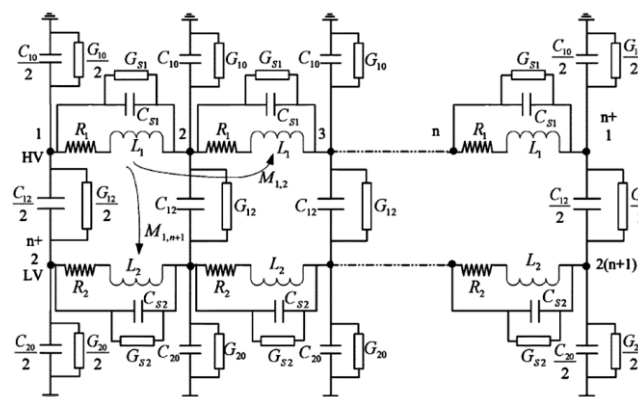 C10/2 G10/2 GS1 CS1 C10 G10 GS1 CS1 C10 G10 GS1 CS1 C10/2 G10/2
1 R1 L1 2 R1 L1 3 n R1 L1 n+
1
HV
M1,2
C12/2 G12/2 C12 G12 C12 G12 C12/2
M1,n+1
n+
2 R2 L2 R2 L2 R2 L2 2(n+1)
LV
CS2 CS2 CS2
C20/2 G20/2 GS2 C20 G20 GS2 C20 G20 GS2 C20/2